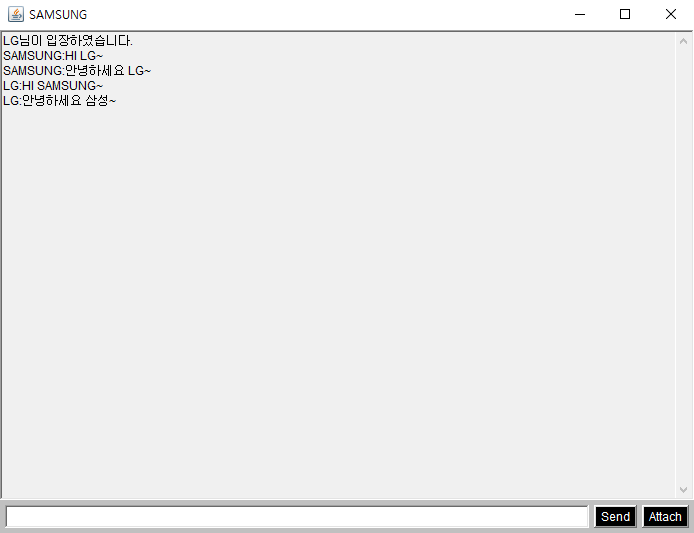 SAMSUNG
LG님이 입장하였습니다.
SAMSUNG:HI LG~
SAMSUNG:안녕하세요 LG~
LG:HI SAMSUNG~
LG:안녕하세요 삼성~
Send
Attach